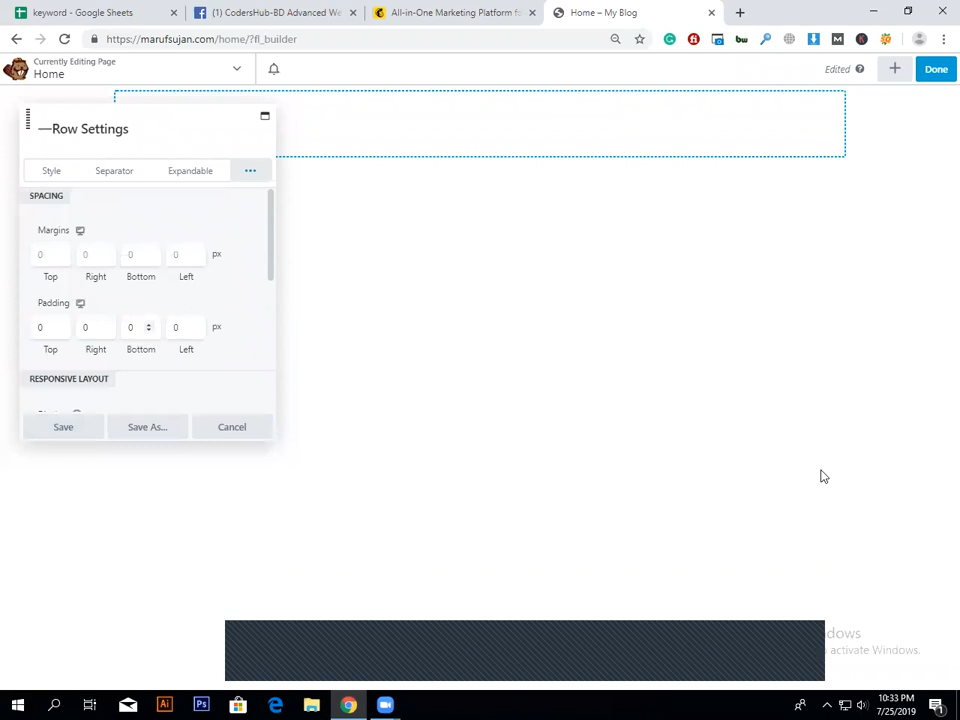 keyword - Google Sheets
(1) CodersHub-BD Advanced We
All-in-One Marketing Platform fo
Home – My Blog
https://marufsujan.com/home/?fl_builder
Currently Editing Page
Home
Edited
Done
—Row Settings
Style
Separator
Expandable
SPACING
Margins
0 0 0 0 px
Top Right Bottom Left
Padding
0 0 0 0 px
Top Right Bottom Left
RESPONSIVE LAYOUT
Save
Save As...
Cancel
dows
activate Windows.
10:33 PM
7/25/2019